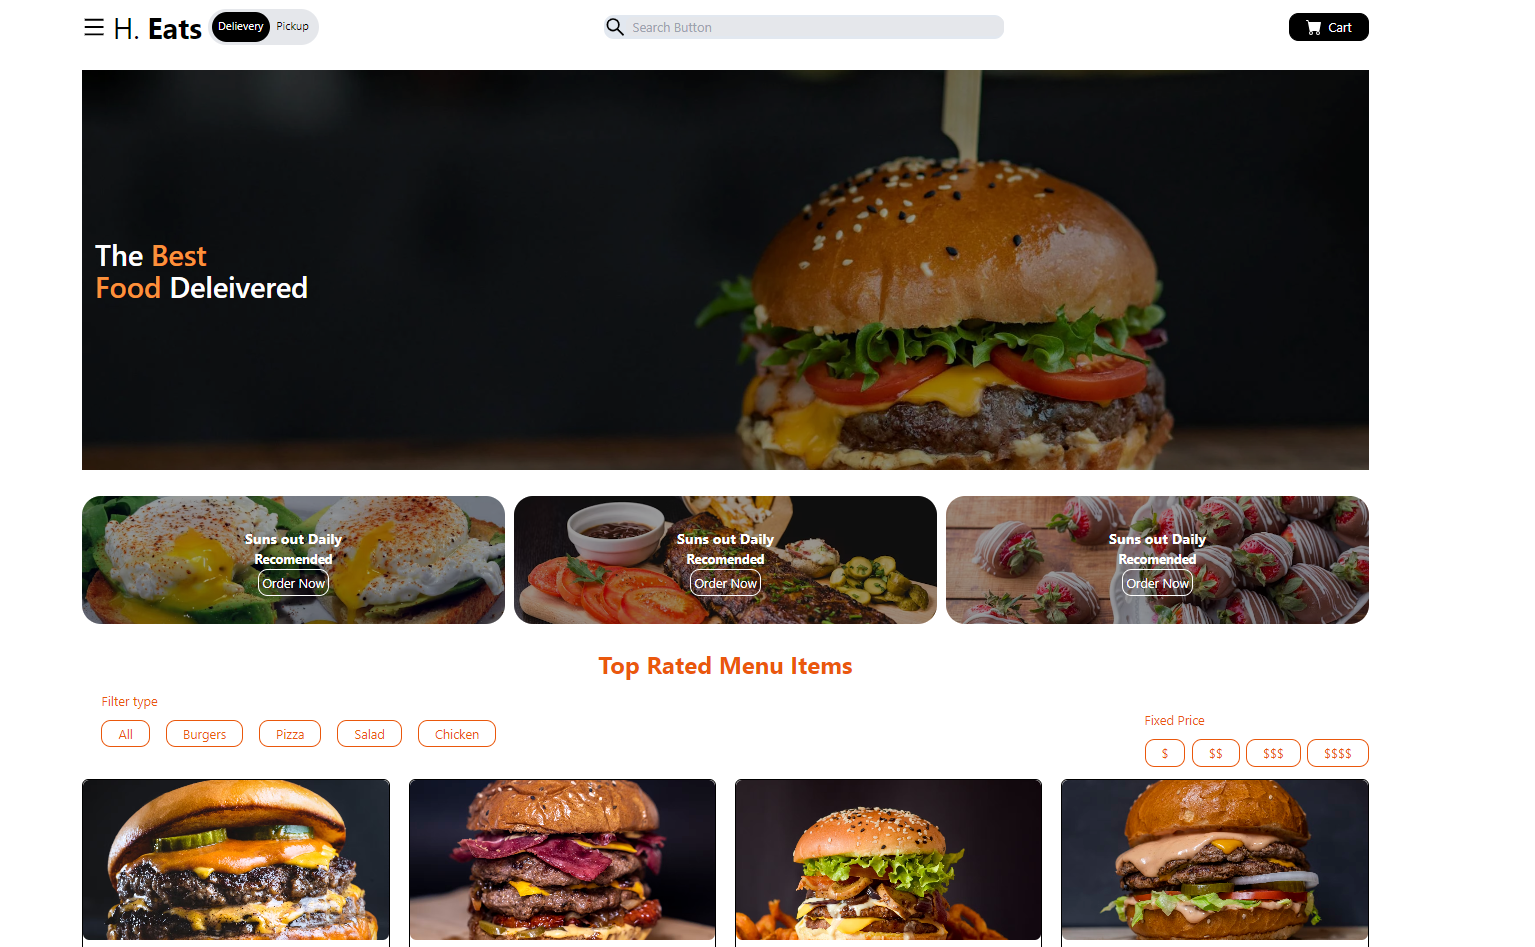 H. Eats
Delievery
Pickup
Search Button
Cart
The Best
Food Deleivered
Suns out Daily
Recomended
Order Now
Suns out Daily
Recomended
Order Now
Suns out Daily
Recomended
Order Now
Top Rated Menu Items
Filter type
All
Burgers
Pizza
Salad
Chicken
Fixed Price
$
$$
$$$
$$$$